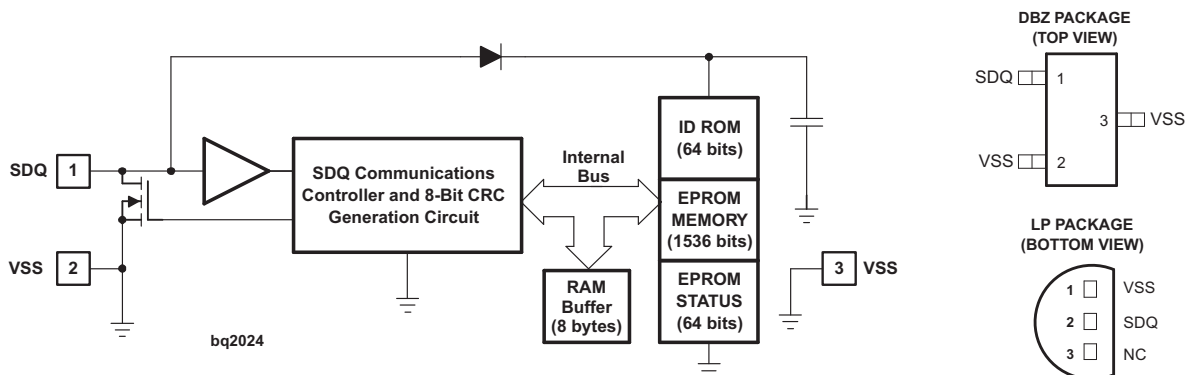 DBZ PACKAGE
(TOP VIEW)
SDQ 1
3 VSS
VSS 2
ID ROM
(64 bits)
SDQ 1
SDQ Communications
Controller and 8-Bit CRC
Generation Circuit
Internal
Bus
EPROM
MEMORY
(1536 bits)
VSS 2
RAM
Buffer
(8 bytes)
EPROM
STATUS
(64 bits)
3 VSS
bq2024
LP PACKAGE
(BOTTOM VIEW)
1 VSS
2 SDQ
3 NC